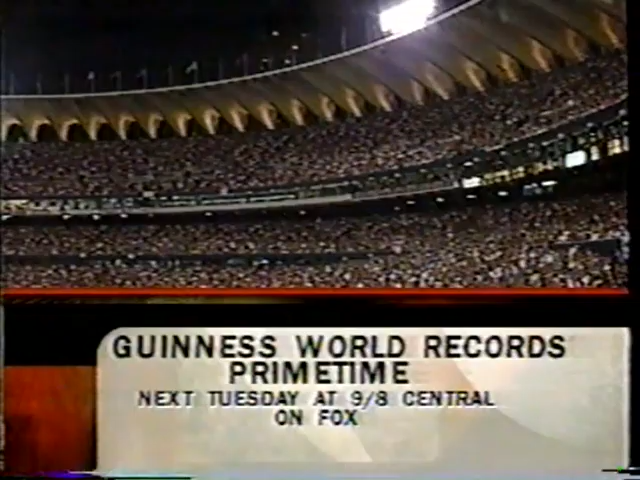 GUINNESS WORLD RECORDS
PRIMETIME
NEXT TUESDAY AT 9/8 CENTRAL
ON FOX